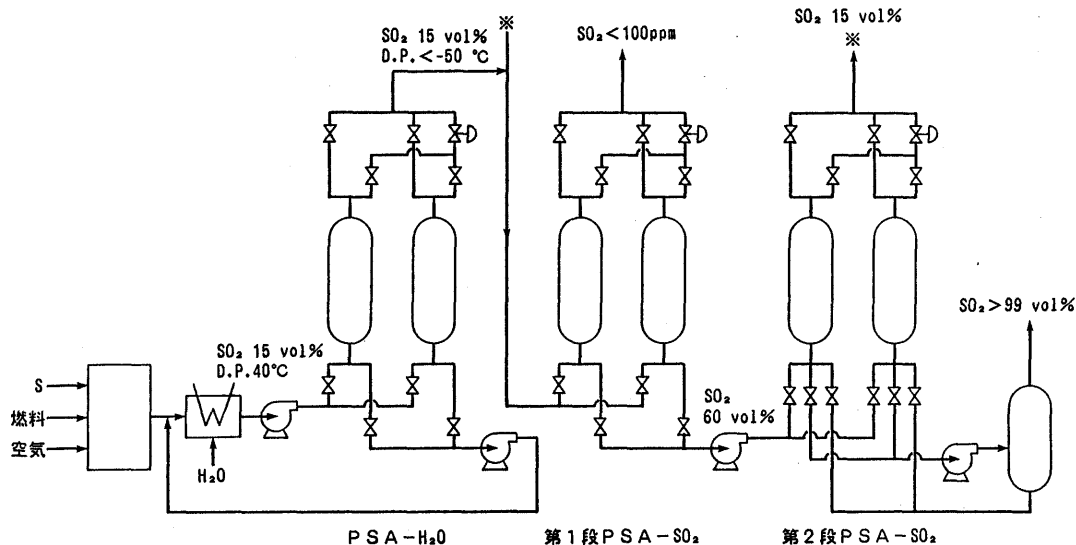 ※
SO₂ 15 vol%
D.P.<-50 ℃
SO₂<100ppm
SO₂ 15 vol%
※
SO₂>99 vol%
SO₂ 15 vol%
D.P.40℃
S
燃料
空気
H₂O
SO₂
60 vol%
PSA-H₂O
第1段PSA-SO₂
第2段PSA-SO₂